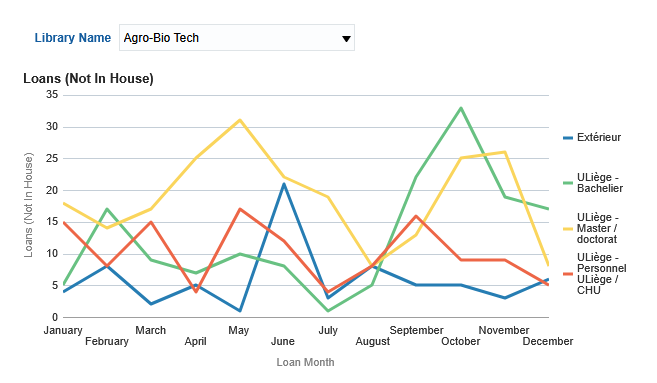 Library Name Agro-Bio Tech
Loans (Not In House)
35
30
25
20
15
10
5
0
Loans (Not In House)
January
February
March
April
May
June
July
August
September
October
November
December
Loan Month
Extérieur
ULiège -
Bachelier
ULiège -
Master /
doctorat
ULiège -
Personnel
ULiège /
CHU